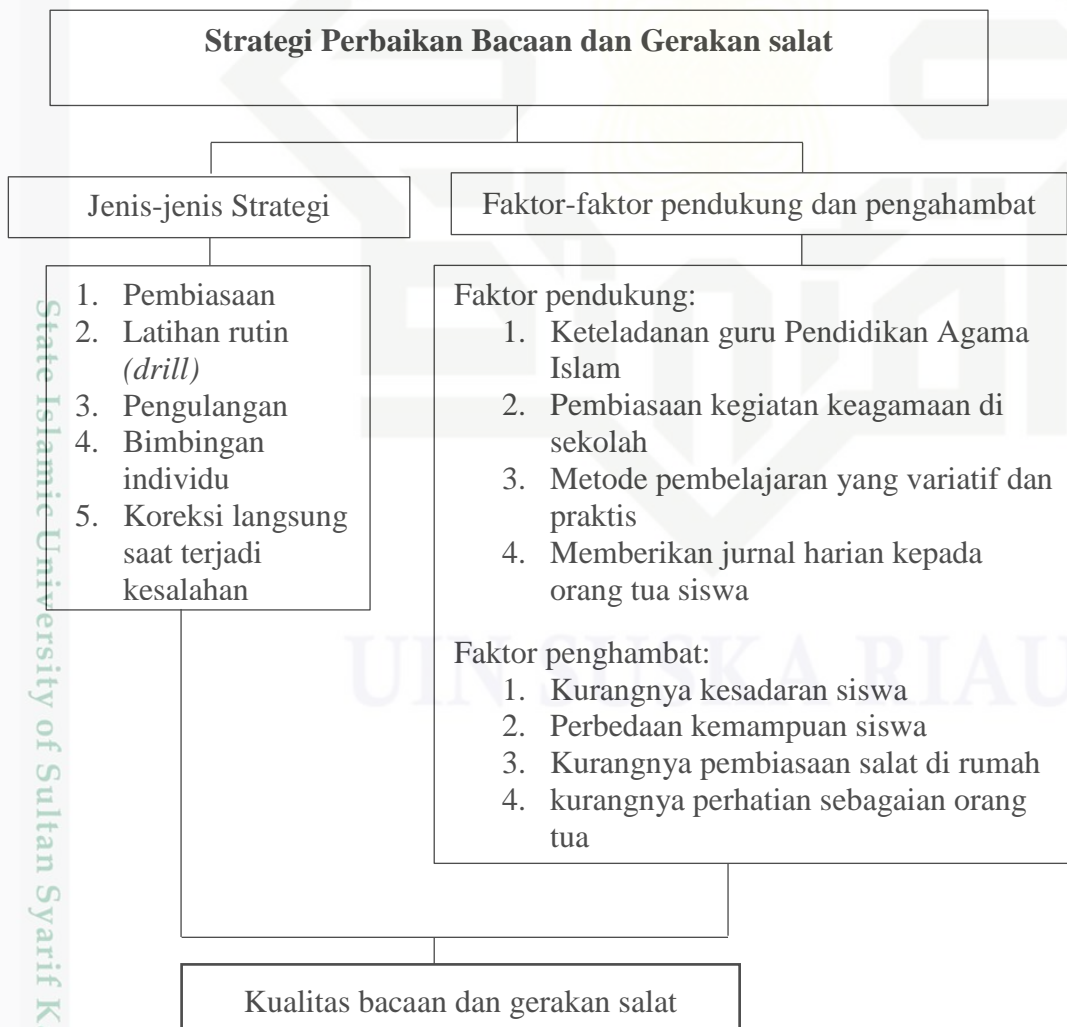 Strategi Perbaikan Bacaan dan Gerakan salat
Jenis-jenis Strategi
Faktor-faktor pendukung dan pengahambat
1. Pembiasaan
2. Latihan rutin
(drill)
3. Pengulangan
4. Bimbingan
individu
5. Koreksi langsung
saat terjadi
kesalahan
Faktor pendukung:
1. Keteladanan guru Pendidikan Agama
Islam
2. Pembiasaan kegiatan keagamaan di
sekolah
3. Metode pembelajaran yang variatif dan
praktis
4. Memberikan jurnal harian kepada
orang tua siswa
Faktor penghambat:
1. Kurangnya kesadaran siswa
2. Perbedaan kemampuan siswa
3. Kurangnya pembiasaan salat di rumah
4. kurangnya perhatian sebagaian orang
tua
Kualitas bacaan dan gerakan salat
State Islamic University of Sultan Syarif K
UIN SUSKA RIAU